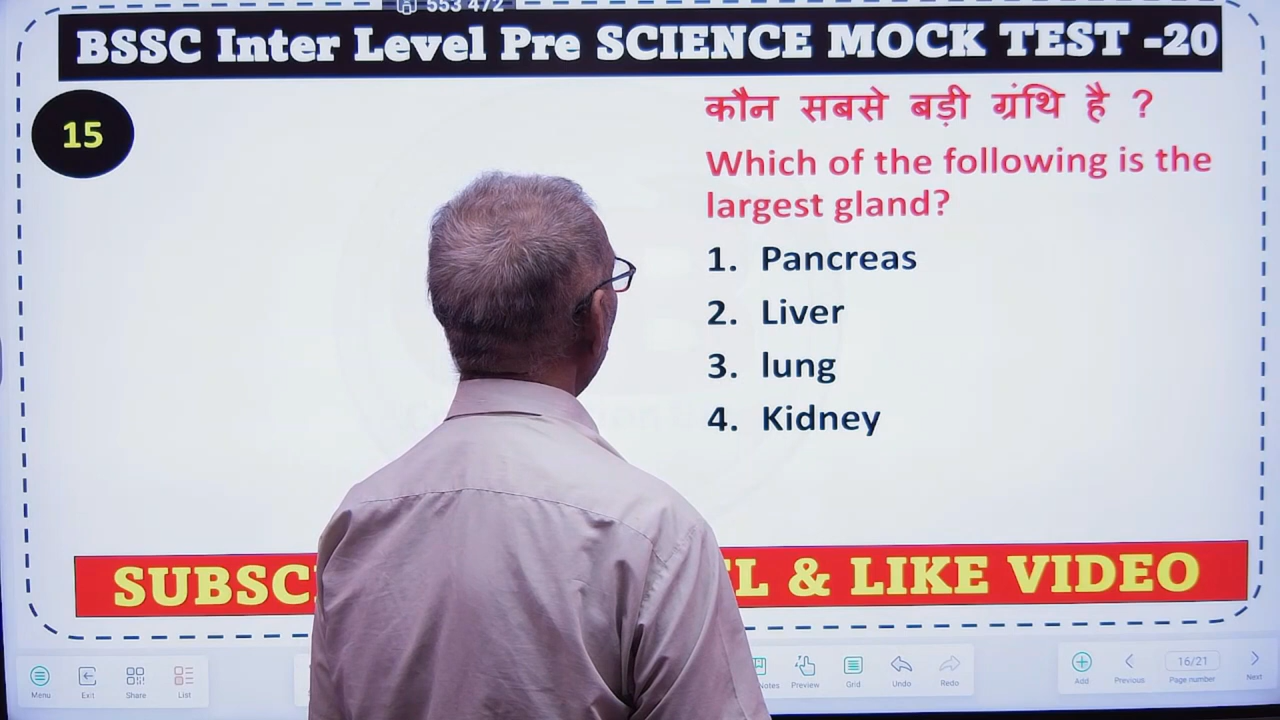 553 472
BSSC Inter Level Pre SCIENCE MOCK TEST -20
15
कौन सबसे बड़ी ग्रंथि है ?
Which of the following is the
largest gland?
1. Pancreas
2. Liver
3. lung
4. Kidney
& LIKE VIDEO
Menu
Exit
Share
List
Notes
Preview
Grid
Undo
Redo
Add
Previous
16/21
Page number
Next